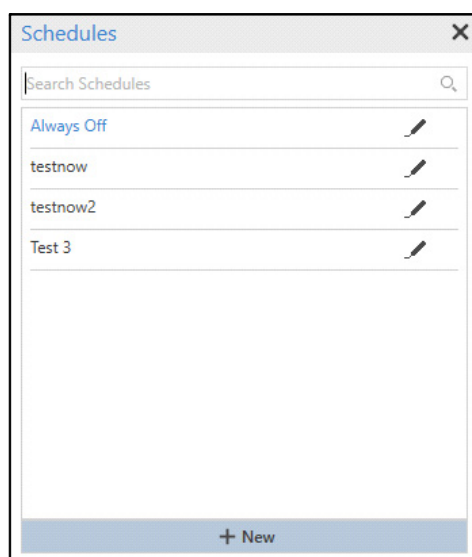 Schedules
Search Schedules
Always Off
testnow
testnow2
Test 3
+ New